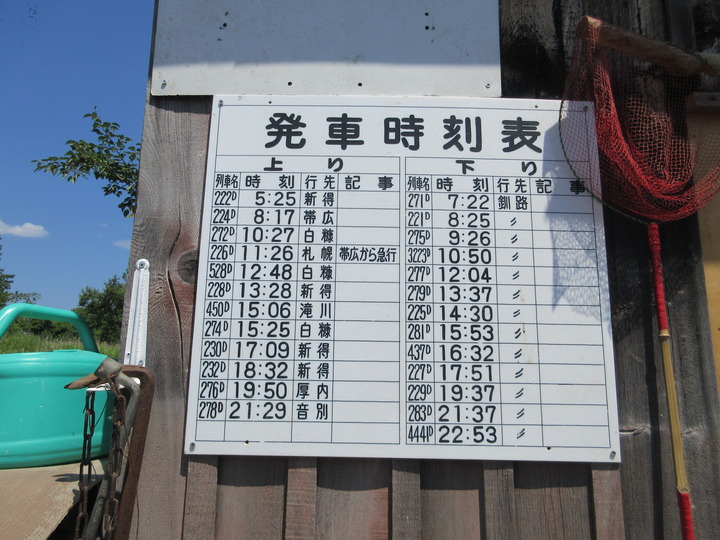 発車時刻表
上り
列車名 時刻 行先 記事
222D 5:25 新得
224D 8:17 帯広
272D 10:27 白糠
226D 11:26 札幌 帯広から急行
528D 12:48 白糠
228D 13:28 新得
450D 15:06 滝川
274D 15:25 白糠
230D 17:09 新得
232D 18:32 新得
276D 19:50 厚内
278D 21:29 音別
下り
列車名 時刻 行先 記事
271D 7:22 釧路
221D 8:25 〃
275D 9:26 〃
3223D 10:50 〃
277D 12:04 〃
279D 13:37 〃
225D 14:30 〃
281D 15:53 〃
437D 16:32 〃
227D 17:51 〃
229D 19:37 〃
283D 21:37 〃
4441D 22:53 〃